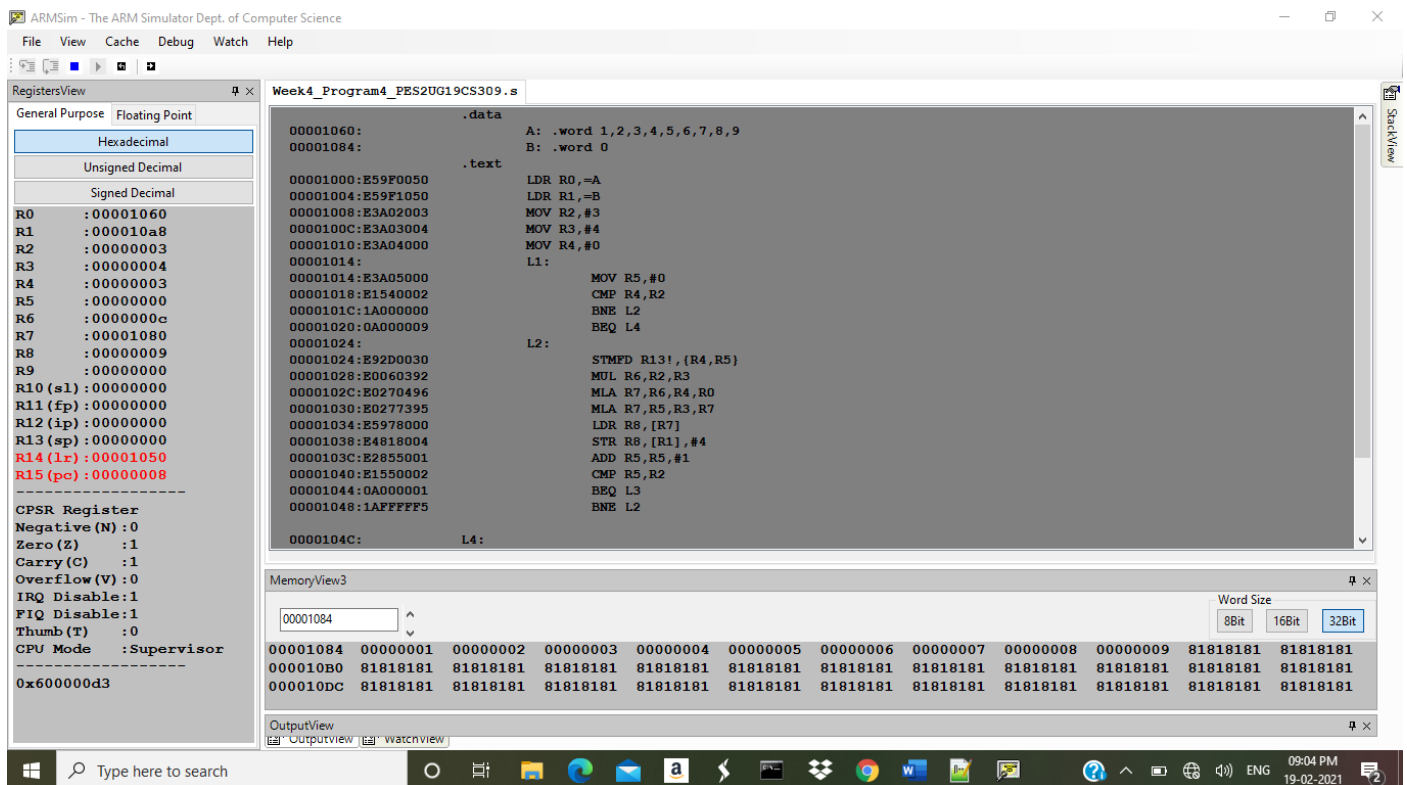 ARMSim - The ARM Simulator Dept. of Computer Science
File View Cache Debug Watch Help
RegistersView
General Purpose Floating Point
Hexadecimal
Unsigned Decimal
Signed Decimal
R0 :00001060
R1 :000010a8
R2 :00000003
R3 :00000004
R4 :00000003
R5 :00000000
R6 :0000000c
R7 :00001080
R8 :00000009
R9 :00000000
R10(sl):00000000
R11(fp):00000000
R12(ip):00000000
R13(sp):00000000
R14(lr):00001050
R15(pc):00000008
-------------------
CPSR Register
Negative(N):0
Zero(Z) :1
Carry(C) :1
Overflow(V):0
IRQ Disable:1
FIQ Disable:1
Thumb(T) :0
CPU Mode :Supervisor
-------------------
0x600000d3
Week4_Program4_PES2UG19CS309.s
.data
00001060: A: .word 1,2,3,4,5,6,7,8,9
00001084: B: .word 0
.text
00001000:E59F0050 LDR R0,=A
00001004:E59F1050 LDR R1,=B
00001008:E3A02003 MOV R2,#3
0000100C:E3A03004 MOV R3,#4
00001010:E3A04000 MOV R4,#0
00001014: L1:
00001014:E3A05000 MOV R5,#0
00001018:E1540002 CMP R4,R2
0000101C:1A000000 BNE L2
00001020:0A000009 BEQ L4
00001024: L2:
00001024:E92D0030 STMFD R13!,{R4,R5}
00001028:E0060392 MUL R6,R2,R3
0000102C:E0270496 MLA R7,R6,R4,R0
00001030:E0277395 MLA R7,R5,R3,R7
00001034:E5978000 LDR R8,[R7]
00001038:E4818004 STR R8,[R1],#4
0000103C:E2855001 ADD R5,R5,#1
00001040:E1550002 CMP R5,R2
00001044:0A000001 BEQ L3
00001048:1AFFFFF5 BNE L2
0000104C: L4:
StackView
MemoryView3
00001084
Word Size
8Bit 16Bit 32Bit
00001084 00000001 00000002 00000003 00000004 00000005 00000006 00000007 00000008 00000009 81818181 81818181
000010B0 81818181 81818181 81818181 81818181 81818181 81818181 81818181 81818181 81818181 81818181 81818181
000010DC 81818181 81818181 81818181 81818181 81818181 81818181 81818181 81818181 81818181 81818181 81818181
OutputView
OutputView WatchView
Type here to search
ENG
09:04 PM
19-02-2021
2